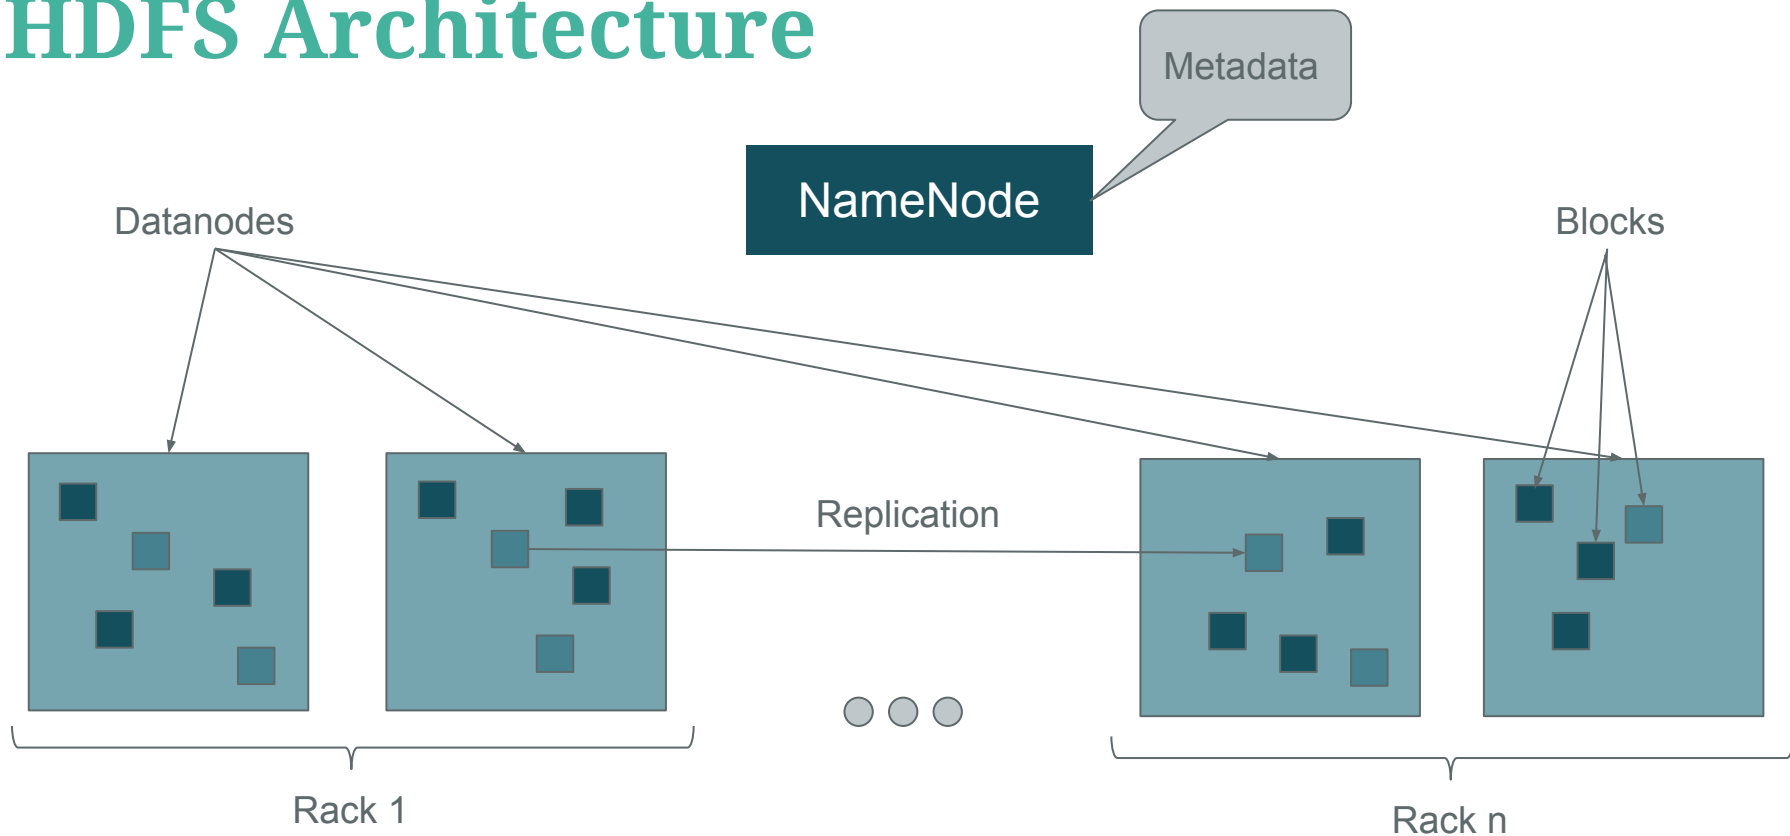 HDFS Architecture
Metadata
NameNode
Datanodes
Blocks
Replication
Rack 1
Rack n